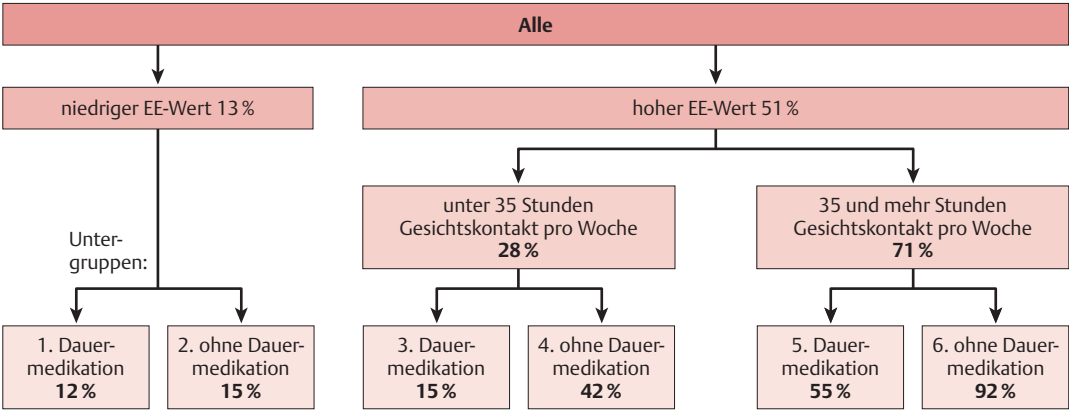 Alle
niedriger EE-Wert 13 %
hoher EE-Wert 51 %
unter 35 Stunden
Gesichtskontakt pro Woche
28 %
35 und mehr Stunden
Gesichtskontakt pro Woche
71 %
Unter-
gruppen:
1. Dauer-
medikation
12 %
2. ohne Dauer-
medikation
15 %
3. Dauer-
medikation
15 %
4. ohne Dauer-
medikation
42 %
5. Dauer-
medikation
55 %
6. ohne Dauer-
medikation
92 %